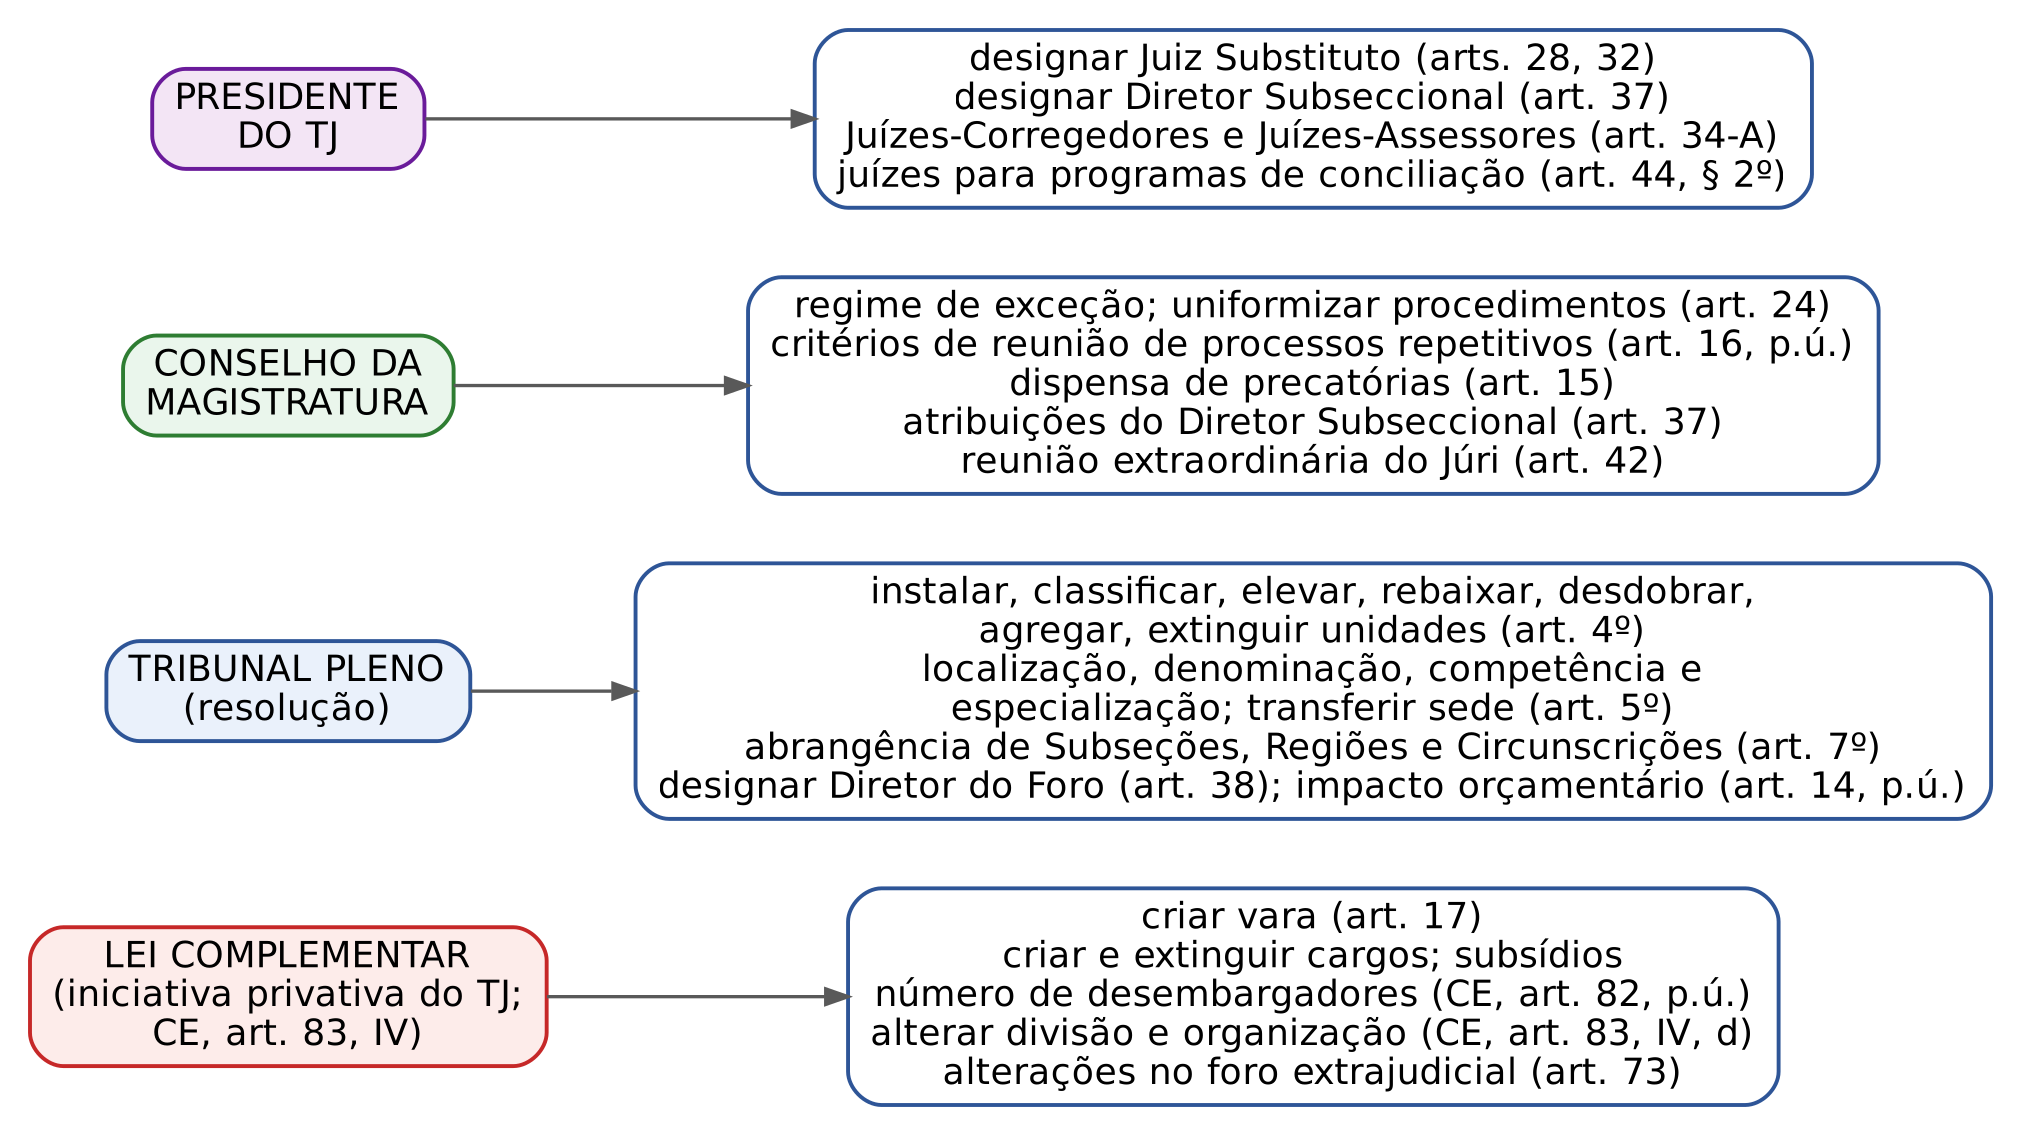 PRESIDENTE
DO TJ
designar Juiz Substituto (arts. 28, 32)
designar Diretor Subseccional (art. 37)
Juízes-Corregedores e Juízes-Assessores (art. 34-A)
juízes para programas de conciliação (art. 44, § 2º)
CONSELHO DA
MAGISTRATURA
regime de exceção; uniformizar procedimentos (art. 24)
critérios de reunião de processos repetitivos (art. 16, p.ú.)
dispensa de precatórias (art. 15)
atribuições do Diretor Subseccional (art. 37)
reunião extraordinária do Júri (art. 42)
TRIBUNAL PLENO
(resolução)
instalar, classificar, elevar, rebaixar, desdobrar,
agregar, extinguir unidades (art. 4º)
localização, denominação, competência e
especialização; transferir sede (art. 5º)
abrangência de Subseções, Regiões e Circunscrições (art. 7º)
designar Diretor do Foro (art. 38); impacto orçamentário (art. 14, p.ú.)
LEI COMPLEMENTAR
(iniciativa privativa do TJ;
CE, art. 83, IV)
criar vara (art. 17)
criar e extinguir cargos; subsídios
número de desembargadores (CE, art. 82, p.ú.)
alterar divisão e organização (CE, art. 83, IV, d)
alterações no foro extrajudicial (art. 73)